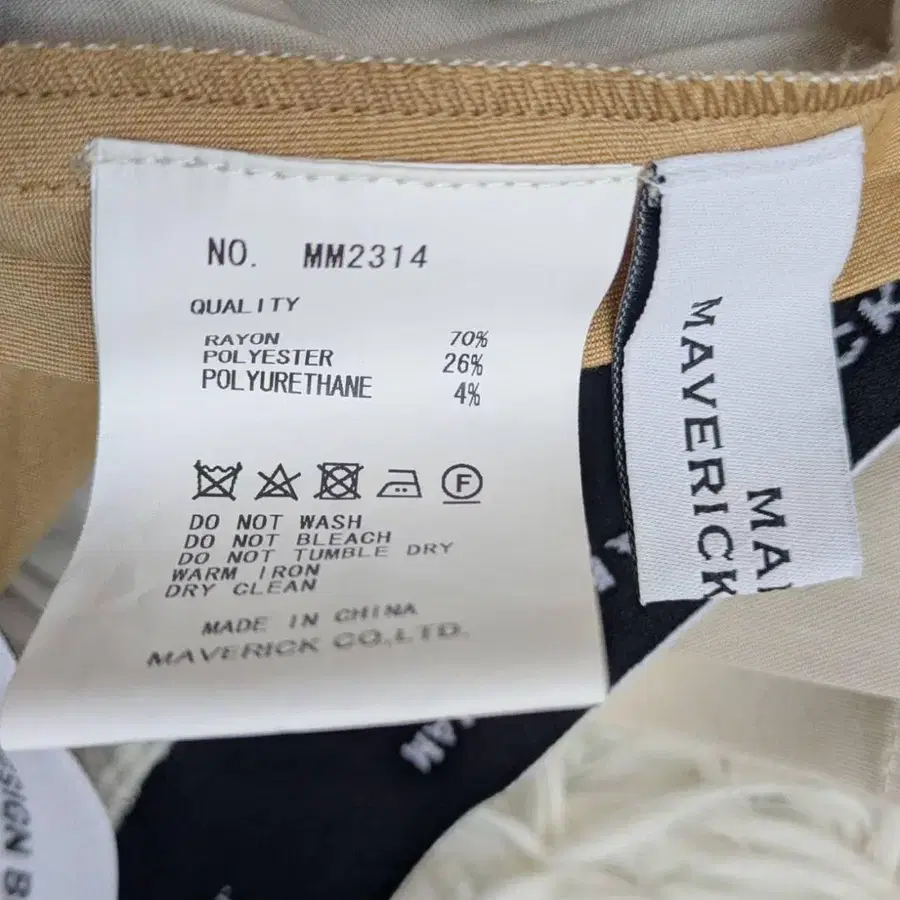 NO. MM2314
QUALITY
RAYON 70%
POLYESTER 26%
POLYURETHANE 4%
F
DO NOT WASH
DO NOT BLEACH
DO NOT TUMBLE DRY
WARM IRON
DRY CLEAN
MADE IN CHINA
MAVERICK CO.,LTD.
MAVERICK